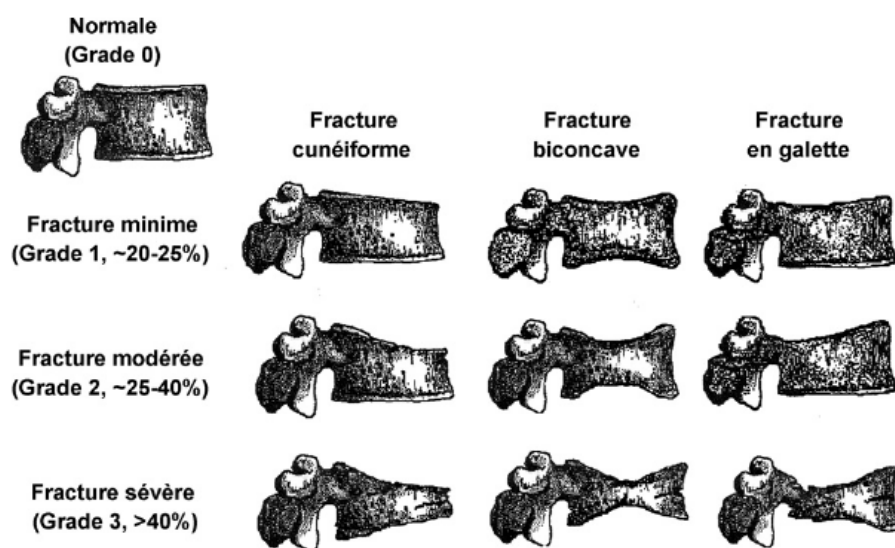 Normale
(Grade 0)
Fracture
cunéiforme
Fracture
biconcave
Fracture
en galette
Fracture minime
(Grade 1, ~20-25%)
Fracture modérée
(Grade 2, ~25-40%)
Fracture sévère
(Grade 3, >40%)